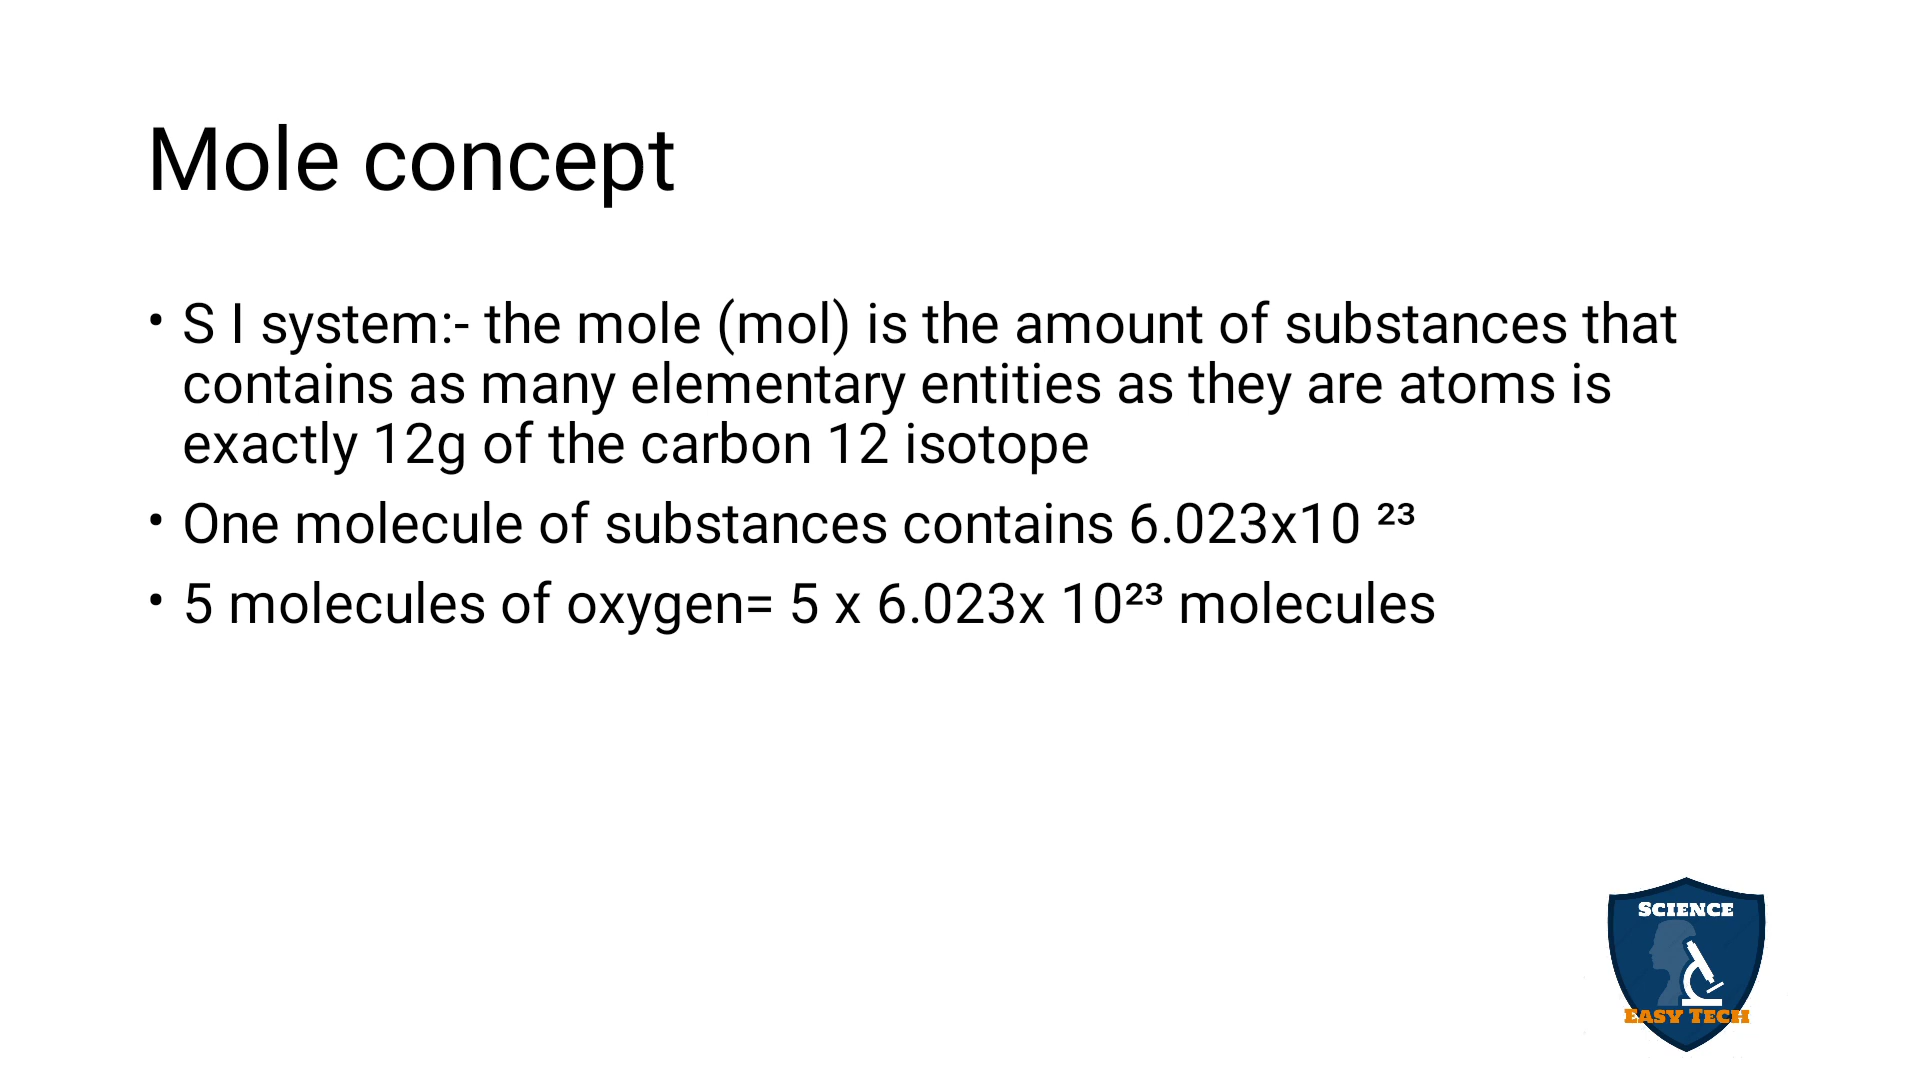 Mole concept
• S I system:- the mole (mol) is the amount of substances that
contains as many elementary entities as they are atoms is
exactly 12g of the carbon 12 isotope
• One molecule of substances contains 6.023x10 ²³
• 5 molecules of oxygen= 5 x 6.023x 10²³ molecules
SCIENCE
EASY TECH